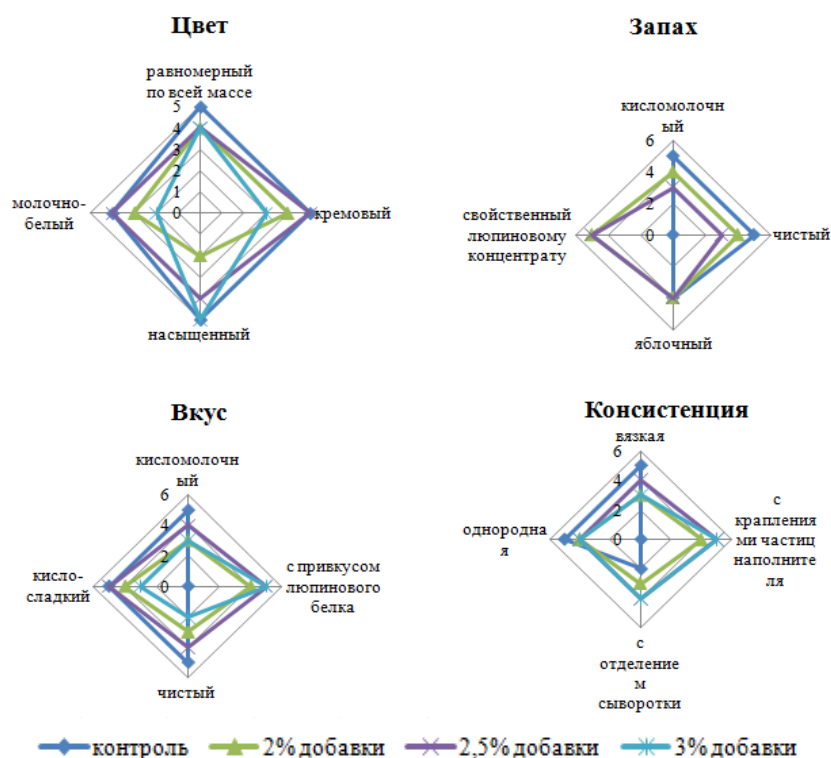 Цвет
равномерный
по всей массе
5
4
3
2
1
0
молочно-
белый
кремовый
насыщенный
Запах
кисломолочн
ый
6
4
2
0
свойственный
люпиновому
концентрату
чистый
яблочный
Вкус
кисломолочн
ый
6
4
2
0
кисло-
сладкий
с привкусом
люпинового
белка
чистый
Консистенция
вязкая
6
4
2
0
однородна
я
с
крапления
ми частиц
наполните
ля
с
отделение
м
сыворотки
контроль 2% добавки 2,5% добавки 3% добавки